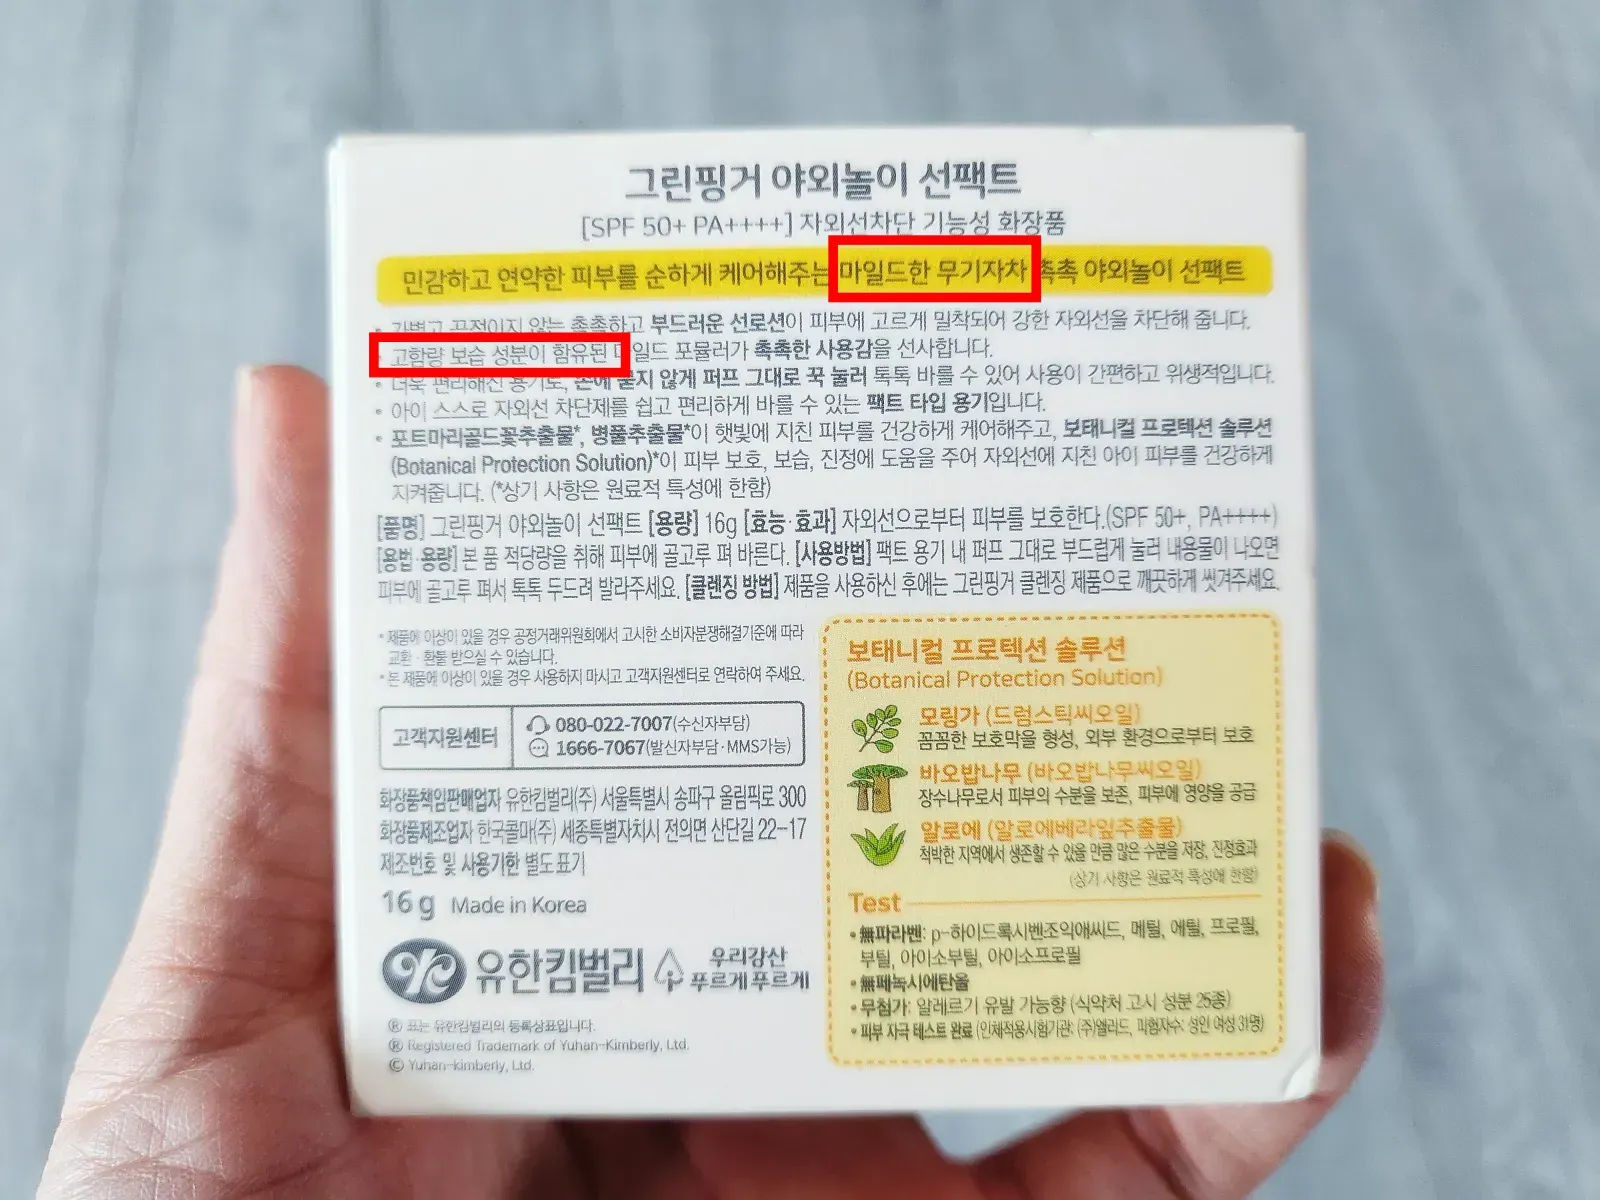 그린핑거 야외놀이 선팩트
[SPF 50+ PA++++] 자외선차단 기능성 화장품
민감하고 연약한 피부를 순하게 케어해주는 마일드한 무기자차 촉촉 야외놀이 선팩트
• 가볍고 끈적이지 않는 촉촉하고 부드러운 선로션이 피부에 고르게 밀착되어 강한 자외선을 차단해 줍니다.
• 고함량 보습 성분이 함유된 마일드 포뮬러가 촉촉한 사용감을 선사합니다.
• 더욱 편리해진 용기로, 손에 묻지 않게 퍼프 그대로 꾹 눌러 톡톡 바를 수 있어 사용이 간편하고 위생적입니다.
• 아이 스스로 자외선 차단제를 쉽고 편리하게 바를 수 있는 팩트 타입 용기입니다.
• 포트마리골드꽃추출물*, 병풀추출물*이 햇빛에 지친 피부를 건강하게 케어해주고, 보태니컬 프로텍션 솔루션
(Botanical Protection Solution)*이 피부 보호, 보습, 진정에 도움을 주어 자외선에 지친 아이 피부를 건강하게
지켜줍니다. (*상기 사항은 원료적 특성에 한함)
[품명] 그린핑거 야외놀이 선팩트 [용량] 16g [효능·효과] 자외선으로부터 피부를 보호한다.(SPF 50+, PA++++)
[용법·용량] 본 품 적당량을 취해 피부에 골고루 펴 바른다. [사용방법] 팩트 용기 내 퍼프 그대로 부드럽게 눌러 내용물이 나오면
피부에 골고루 펴서 톡톡 두드려 발라주세요. [클렌징 방법] 제품을 사용하신 후에는 그린핑거 클렌징 제품으로 깨끗하게 씻겨주세요.
• 제품에 이상이 있을 경우 공정거래위원회에서 고시한 소비자분쟁해결기준에 따라
교환·환불 받으실 수 있습니다.
• 본 제품에 이상이 있을 경우 사용하지 마시고 고객지원센터로 연락하여 주세요.
고객지원센터
080-022-7007(수신자부담)
1666-7067(발신자부담·MMS가능)
화장품책임판매업자 유한킴벌리(주) 서울특별시 송파구 올림픽로 300
화장품제조업자 한국콜마(주) 세종특별자치시 전의면 산단길 22-17
제조번호 및 사용기한 별도표기
16g Made in Korea
유한킴벌리
우리강산
푸르게 푸르게
® 표는 유한킴벌리의 등록상표입니다.
® Registered Trademark of Yuhan-Kimberly, Ltd.
© Yuhan-kimberly, Ltd.
보태니컬 프로텍션 솔루션
(Botanical Protection Solution)
모링가 (드럼스틱씨오일)
꼼꼼한 보호막을 형성, 외부 환경으로부터 보호
바오밥나무 (바오밥나무씨오일)
장수나무로서 피부의 수분을 보존, 피부에 영양을 공급
알로에 (알로에베라잎추출물)
척박한 지역에서 생존할 수 있을 만큼 많은 수분을 저장, 진정효과
(상기 사항은 원료적 특성에 한함)
Test
• 無파라벤: p-하이드록시벤조익애씨드, 메틸, 에틸, 프로필,
부틸, 아이소부틸, 아이소프로필
• 無페녹시에탄올
• 무첨가: 알레르기 유발 가능향 (식약처 고시 성분 25종)
• 피부 자극 테스트 완료 (인체적용시험기관: (주)엘리드, 피험자수: 성인 여성 31명)